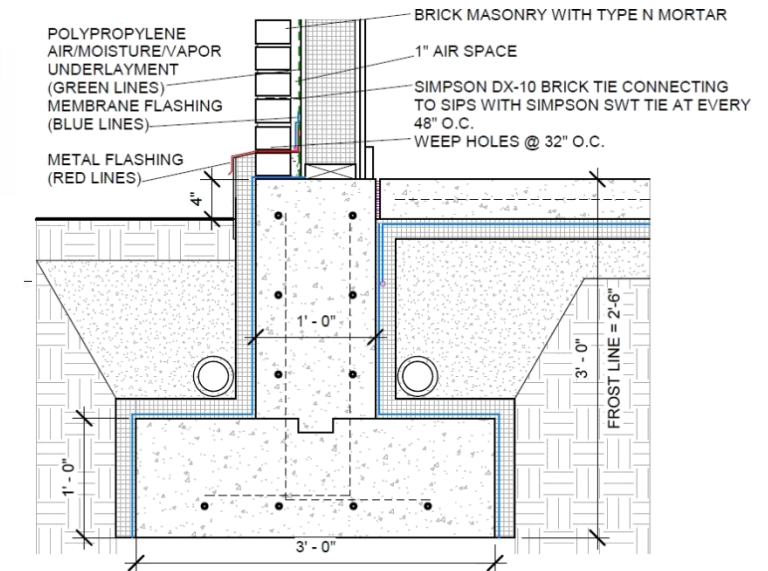 BRICK MASONRY WITH TYPE N MORTAR
POLYPROPYLENE
AIR/MOISTURE/VAPOR
UNDERLAYMENT
(GREEN LINES)
MEMBRANE FLASHING
(BLUE LINES)
METAL FLASHING
(RED LINES)
1" AIR SPACE
SIMPSON DX-10 BRICK TIE CONNECTING
TO SIPS WITH SIMPSON SWT TIE AT EVERY
48" O.C.
WEEP HOLES @ 32" O.C.
4"
1' - 0"
3' - 0"
FROST LINE = 2'-6"
1' - 0"
3' - 0"